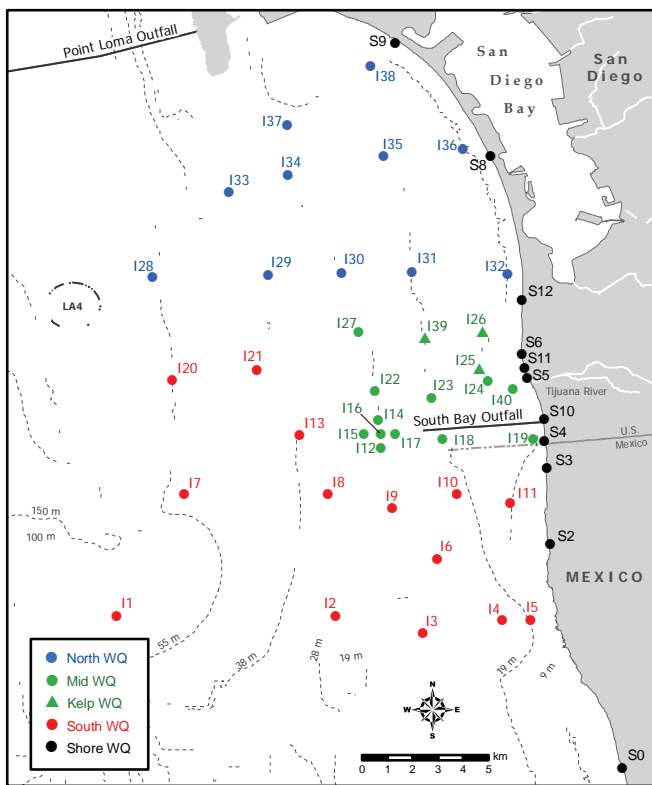 S9
Point Loma Outfall
San
Diego
Bay
San
Diego
I38
I37
I35
I36
S8
I34
I33
I28
I29
I30
I31
I32
LA4
S12
I27
I39
I26
S6
I21
I25
S11
I20
S5
I22
I23
I24
I40
Tijuana River
I16
I14
South Bay Outfall
S10
I13
I15
I17
I18
I19
S4
U.S.
Mexico
I12
S3
I7
I8
I9
I10
I11
150 m
100 m
S2
I6
MEXICO
I1
I2
I3
I4
I5
55 m
38 m
28 m
19 m
19 m
9 m
North WQ
Mid WQ
Kelp WQ
South WQ
Shore WQ
N
W E
S
km
0 1 2 3 4 5
S0